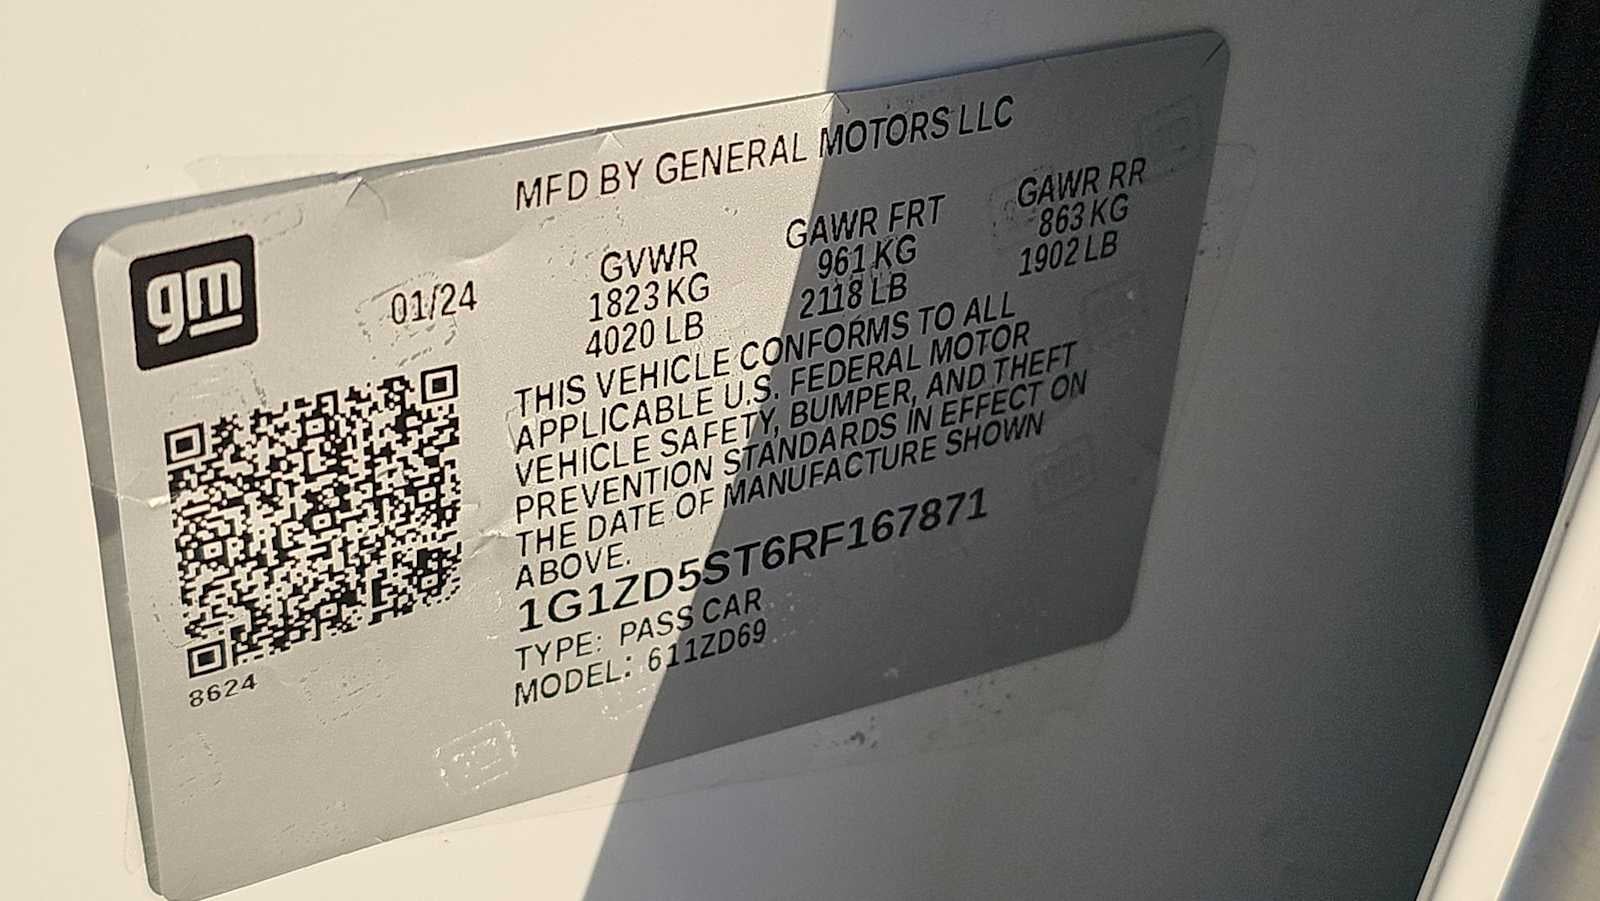 MFD BY GENERAL MOTORS LLC
gm
01/24
GVWR
1823 KG
4020 LB
GAWR FRT
961 KG
2118 LB
GAWR RR
863 KG
1902 LB
THIS VEHICLE CONFORMS TO ALL
APPLICABLE U.S. FEDERAL MOTOR
VEHICLE SAFETY, BUMPER, AND THEFT
PREVENTION STANDARDS IN EFFECT ON
THE DATE OF MANUFACTURE SHOWN
ABOVE.
1G1ZD5ST6RF167871
TYPE: PASS CAR
MODEL: 611ZD69
8624